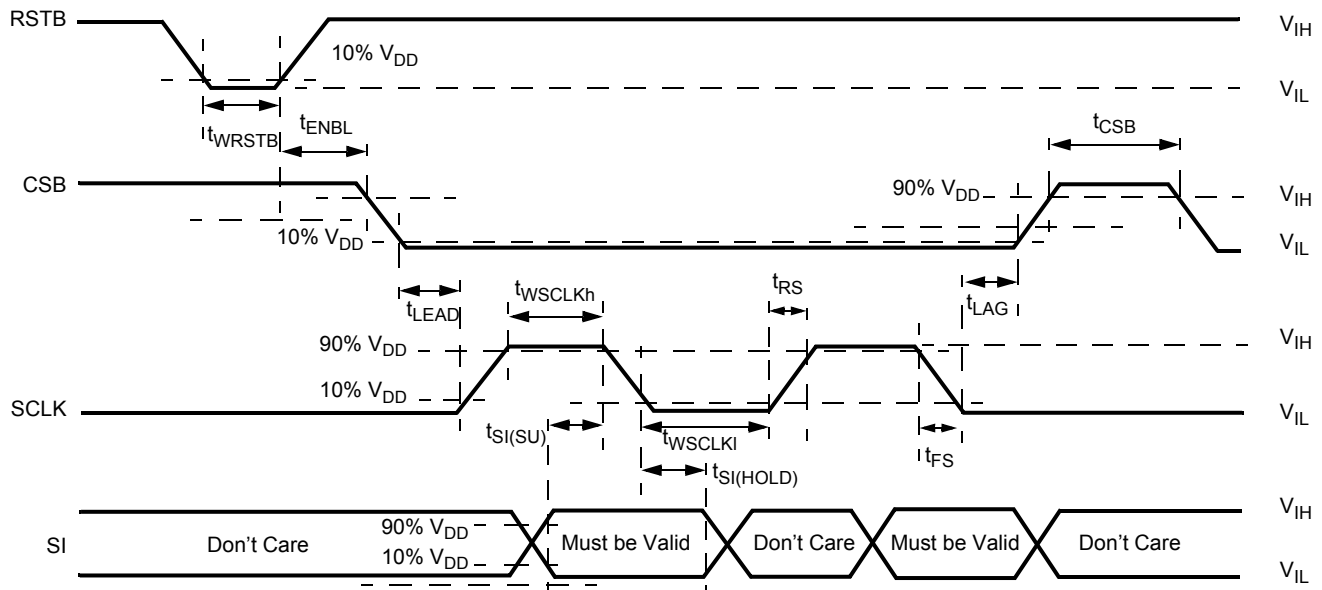 RSTB
V_IH
10% V_DD
V_IL
t_WRSTB
t_ENBL
t_CSB
CSB
90% V_DD
V_IH
10% V_DD
V_IL
t_LEAD
t_WSCLKh
t_RS
t_LAG
90% V_DD
V_IH
10% V_DD
SCLK
V_IL
t_SI(SU)
t_WSCLKl
t_FS
t_SI(HOLD)
V_IH
90% V_DD
SI
Don't Care
Must be Valid
Don't Care
Must be Valid
Don't Care
10% V_DD
V_IL